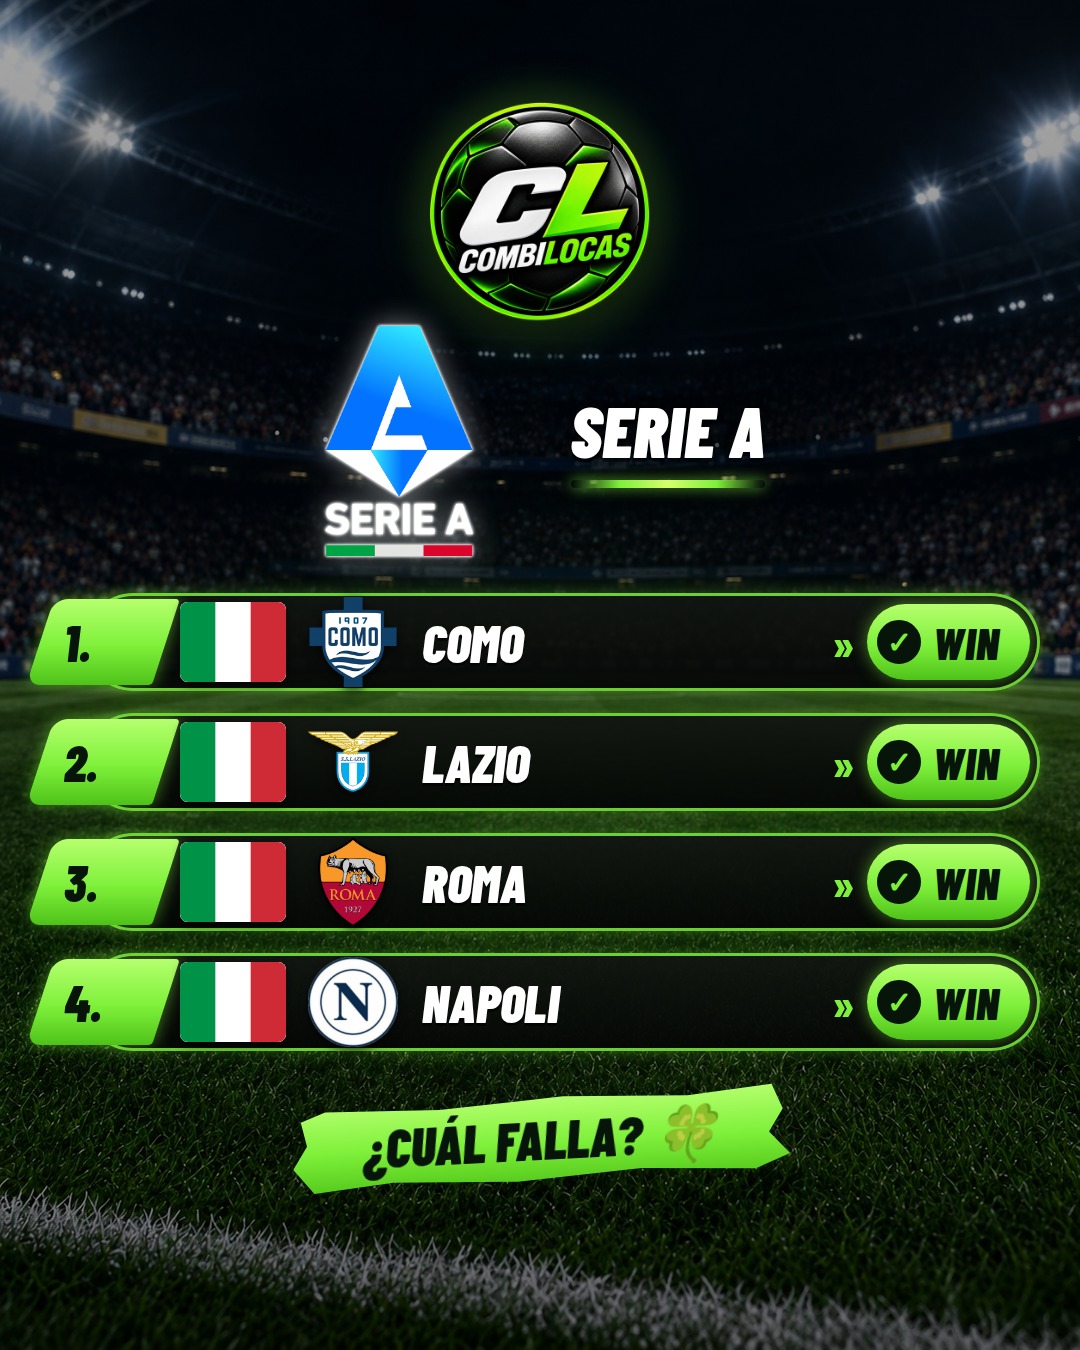 CL
COMBILOCAS
SERIE A
SERIE A
1. 1907 COMO COMO » ✓ WIN
2. S.S.LAZIO LAZIO » ✓ WIN
3. ROMA 1927 ROMA » ✓ WIN
4. N NAPOLI » ✓ WIN
¿CUÁL FALLA? 🍀